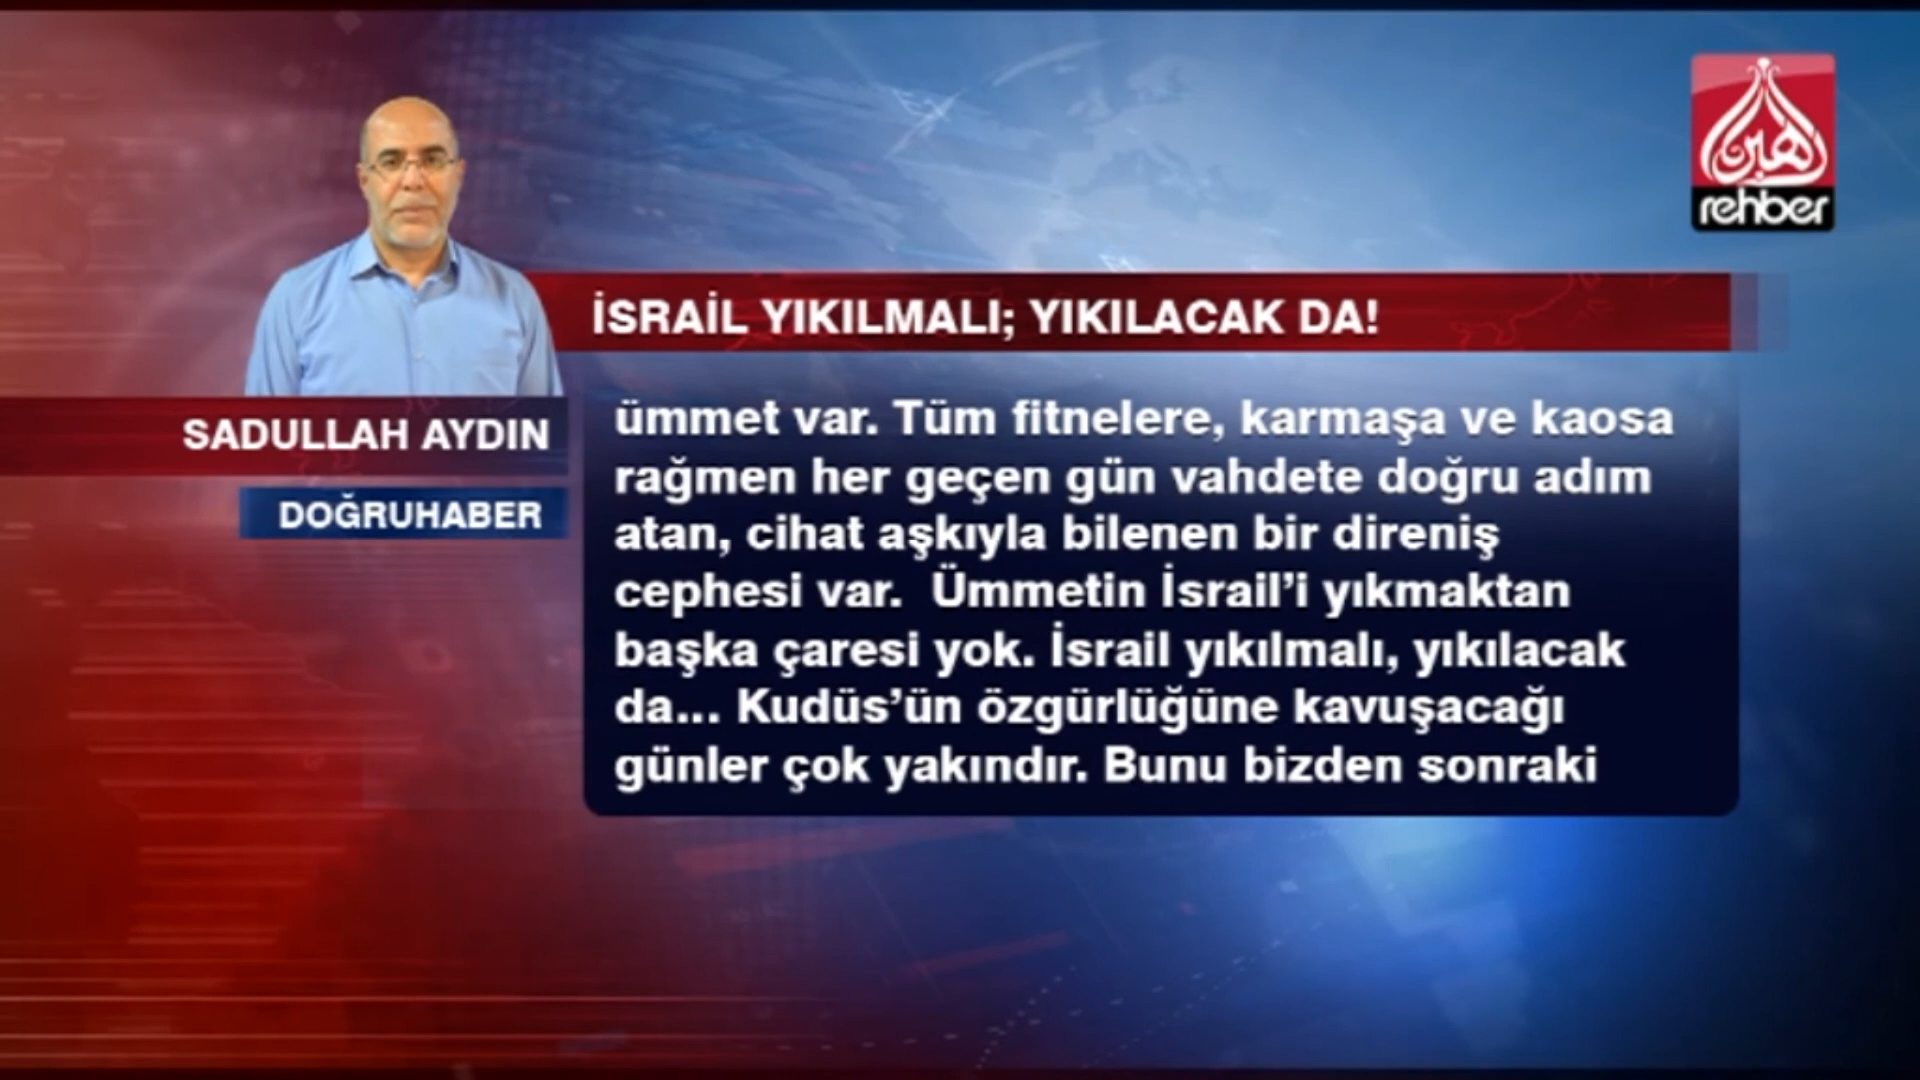 رهبر
rehber
İSRAİL YIKILMALI; YIKILACAK DA!
SADULLAH AYDIN
DOĞRUHABER
ümmet var. Tüm fitnelere, karmaşa ve kaosa
rağmen her geçen gün vahdete doğru adım
atan, cihat aşkıyla bilenen bir direniş
cephesi var.  Ümmetin İsrail’i yıkmaktan
başka çaresi yok. İsrail yıkılmalı, yıkılacak
da... Kudüs’ün özgürlüğüne kavuşacağı
günler çok yakındır. Bunu bizden sonraki